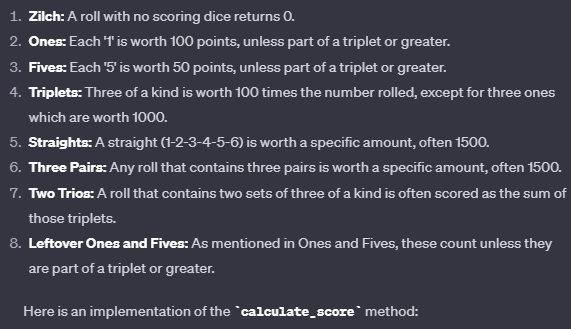 1. Zilch: A roll with no scoring dice returns 0.
2. Ones: Each '1' is worth 100 points, unless part of a triplet or greater.
3. Fives: Each '5' is worth 50 points, unless part of a triplet or greater.
4. Triplets: Three of a kind is worth 100 times the number rolled, except for three ones
which are worth 1000.
5. Straights: A straight (1-2-3-4-5-6) is worth a specific amount, often 1500.
6. Three Pairs: Any roll that contains three pairs is worth a specific amount, often 1500.
7. Two Trios: A roll that contains two sets of three of a kind is often scored as the sum of
those triplets.
8. Leftover Ones and Fives: As mentioned in Ones and Fives, these count unless they
are part of a triplet or greater.
Here is an implementation of the `calculate_score` method: